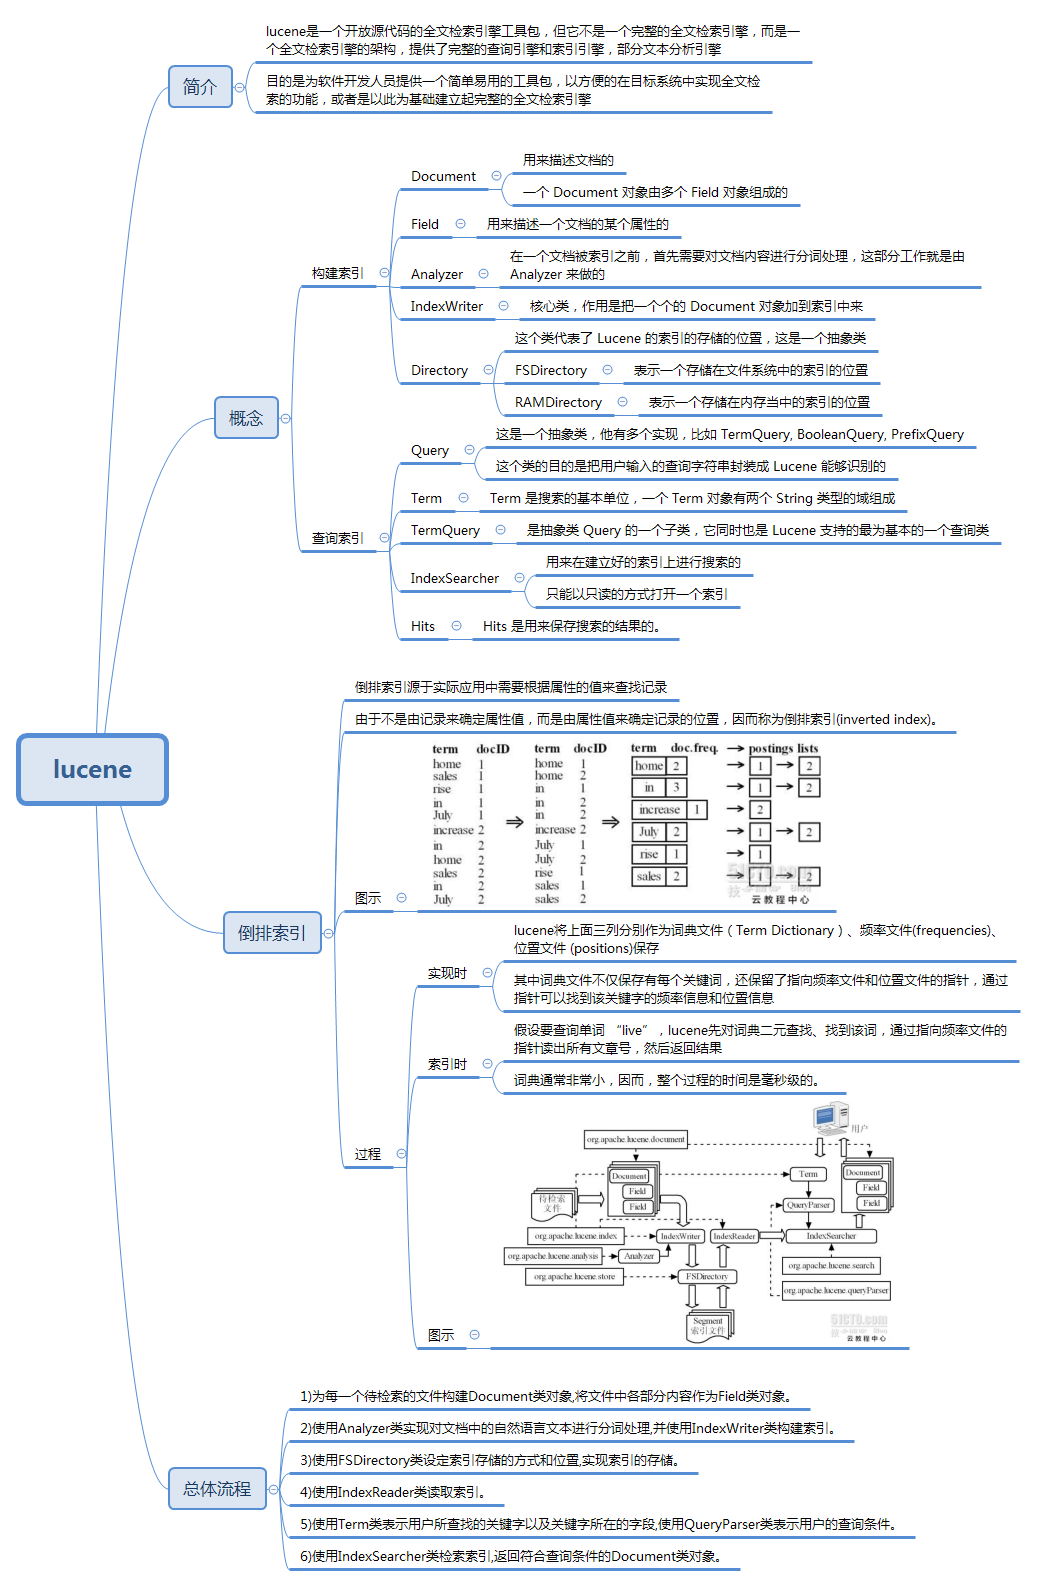 lucene
简介
lucene是一个开放源代码的全文检索引擎工具包，但它不是一个完整的全文检索引擎，而是一
个全文检索引擎的架构，提供了完整的查询引擎和索引引擎，部分文本分析引擎
目的是为软件开发人员提供一个简单易用的工具包，以方便的在目标系统中实现全文检
索的功能，或者是以此为基础建立起完整的全文检索引擎
概念
构建索引
Document
用来描述文档的
一个 Document 对象由多个 Field 对象组成的
Field
用来描述一个文档的某个属性的
Analyzer
在一个文档被索引之前，首先需要对文档内容进行分词处理，这部分工作就是由
Analyzer 来做的
IndexWriter
核心类，作用是把一个个的 Document 对象加到索引中来
Directory
这个类代表了 Lucene 的索引的存储的位置，这是一个抽象类
FSDirectory
表示一个存储在文件系统中的索引的位置
RAMDirectory
表示一个存储在内存当中的索引的位置
查询索引
Query
这是一个抽象类，他有多个实现，比如 TermQuery, BooleanQuery, PrefixQuery
这个类的目的是把用户输入的查询字符串封装成 Lucene 能够识别的
Term
Term 是搜索的基本单位，一个 Term 对象有两个 String 类型的域组成
TermQuery
是抽象类 Query 的一个子类，它同时也是 Lucene 支持的最为基本的一个查询类
IndexSearcher
用来在建立好的索引上进行搜索的
只能以只读的方式打开一个索引
Hits
Hits 是用来保存搜索的结果的。
倒排索引
倒排索引源于实际应用中需要根据属性的值来查找记录
由于不是由记录来确定属性值，而是由属性值来确定记录的位置，因而称为倒排索引(inverted index)。
图示
term docID term docID term doc.freq. → postings lists
home 1 home 1 home 2 → 1 → 2
sales 1 home 2
rise 1 in 1 in 3 → 1 → 2
in 1 in 2 increase 1 → 2
July 1 in 2
increase 2 ⇒ increase 2 ⇒ July 2 → 1 → 2
in 2 July 1
home 2 July 2 rise 1 → 1
sales 2 rise 1 sales 2 → 1 → 2
in 2 sales 1
July 2 sales 2
51CTO.com
云教程中心
过程
实现时
lucene将上面三列分别作为词典文件（Term Dictionary）、频率文件(frequencies)、
位置文件 (positions)保存
其中词典文件不仅保存有每个关键词，还保留了指向频率文件和位置文件的指针，通过
指针可以找到该关键字的频率信息和位置信息
索引时
假设要查询单词 “live”，lucene先对词典二元查找、找到该词，通过指向频率文件的
指针读出所有文章号，然后返回结果
词典通常非常小，因而，整个过程的时间是毫秒级的。
图示
用户
org.apache.lucene.document
Document
Field
Field
待检索
文件
Term
QueryParser
Document
Field
Field
org.apache.lucene.index
IndexWriter
IndexReader
IndexSearcher
org.apache.lucene.analysis
Analyzer
org.apache.lucene.store
FSDirectory
org.apache.lucene.search
org.apache.lucene.queryParser
Segment
索引文件
51CTO.com
云教程中心
总体流程
1)为每一个待检索的文件构建Document类对象,将文件中各部分内容作为Field类对象。
2)使用Analyzer类实现对文档中的自然语言文本进行分词处理,并使用IndexWriter类构建索引。
3)使用FSDirectory类设定索引存储的方式和位置,实现索引的存储。
4)使用IndexReader类读取索引。
5)使用Term类表示用户所查找的关键字以及关键字所在的字段,使用QueryParser类表示用户的查询条件。
6)使用IndexSearcher类检索索引,返回符合查询条件的Document类对象。